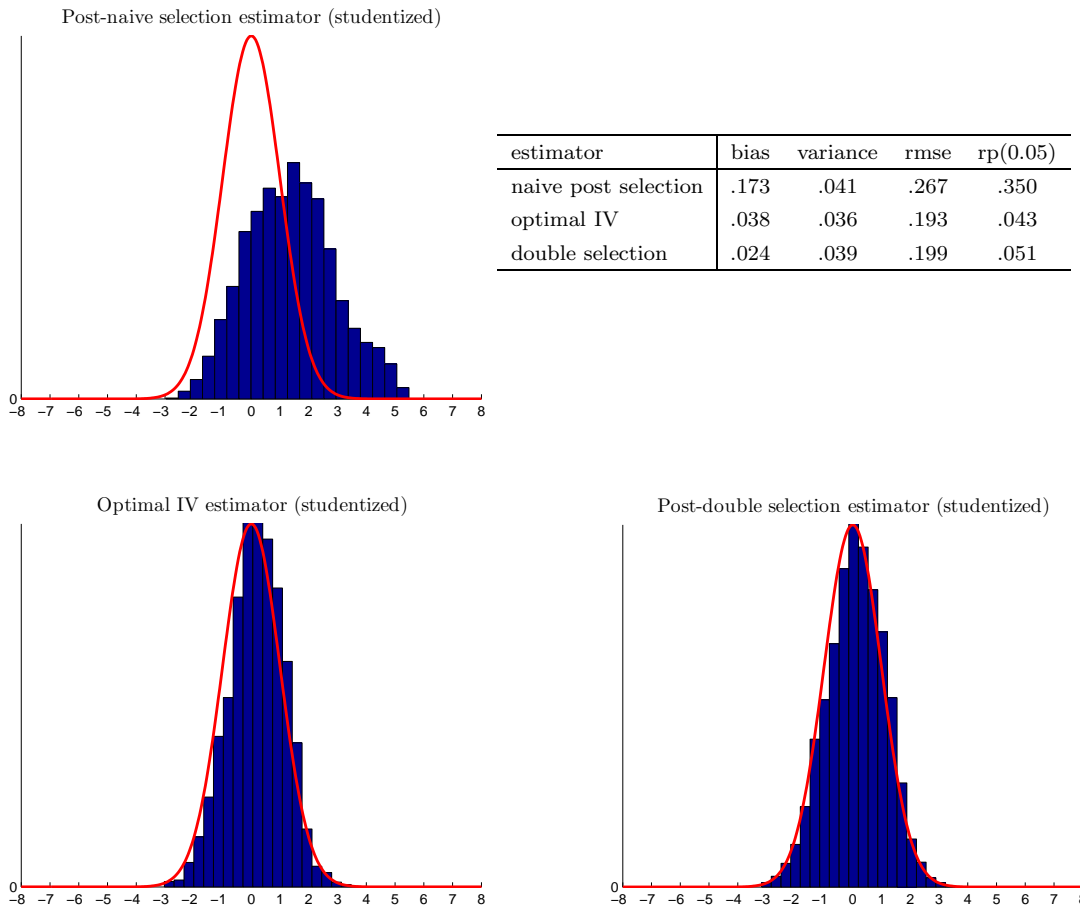 Post-naive selection estimator (studentized)
0
−8 −7 −6 −5 −4 −3 −2 −1 0 1 2 3 4 5 6 7 8
estimator bias variance rmse rp(0.05)
naive post selection .173 .041 .267 .350
optimal IV .038 .036 .193 .043
double selection .024 .039 .199 .051
Optimal IV estimator (studentized)
0
−8 −7 −6 −5 −4 −3 −2 −1 0 1 2 3 4 5 6 7 8
Post-double selection estimator (studentized)
0
−8 −7 −6 −5 −4 −3 −2 −1 0 1 2 3 4 5 6 7 8